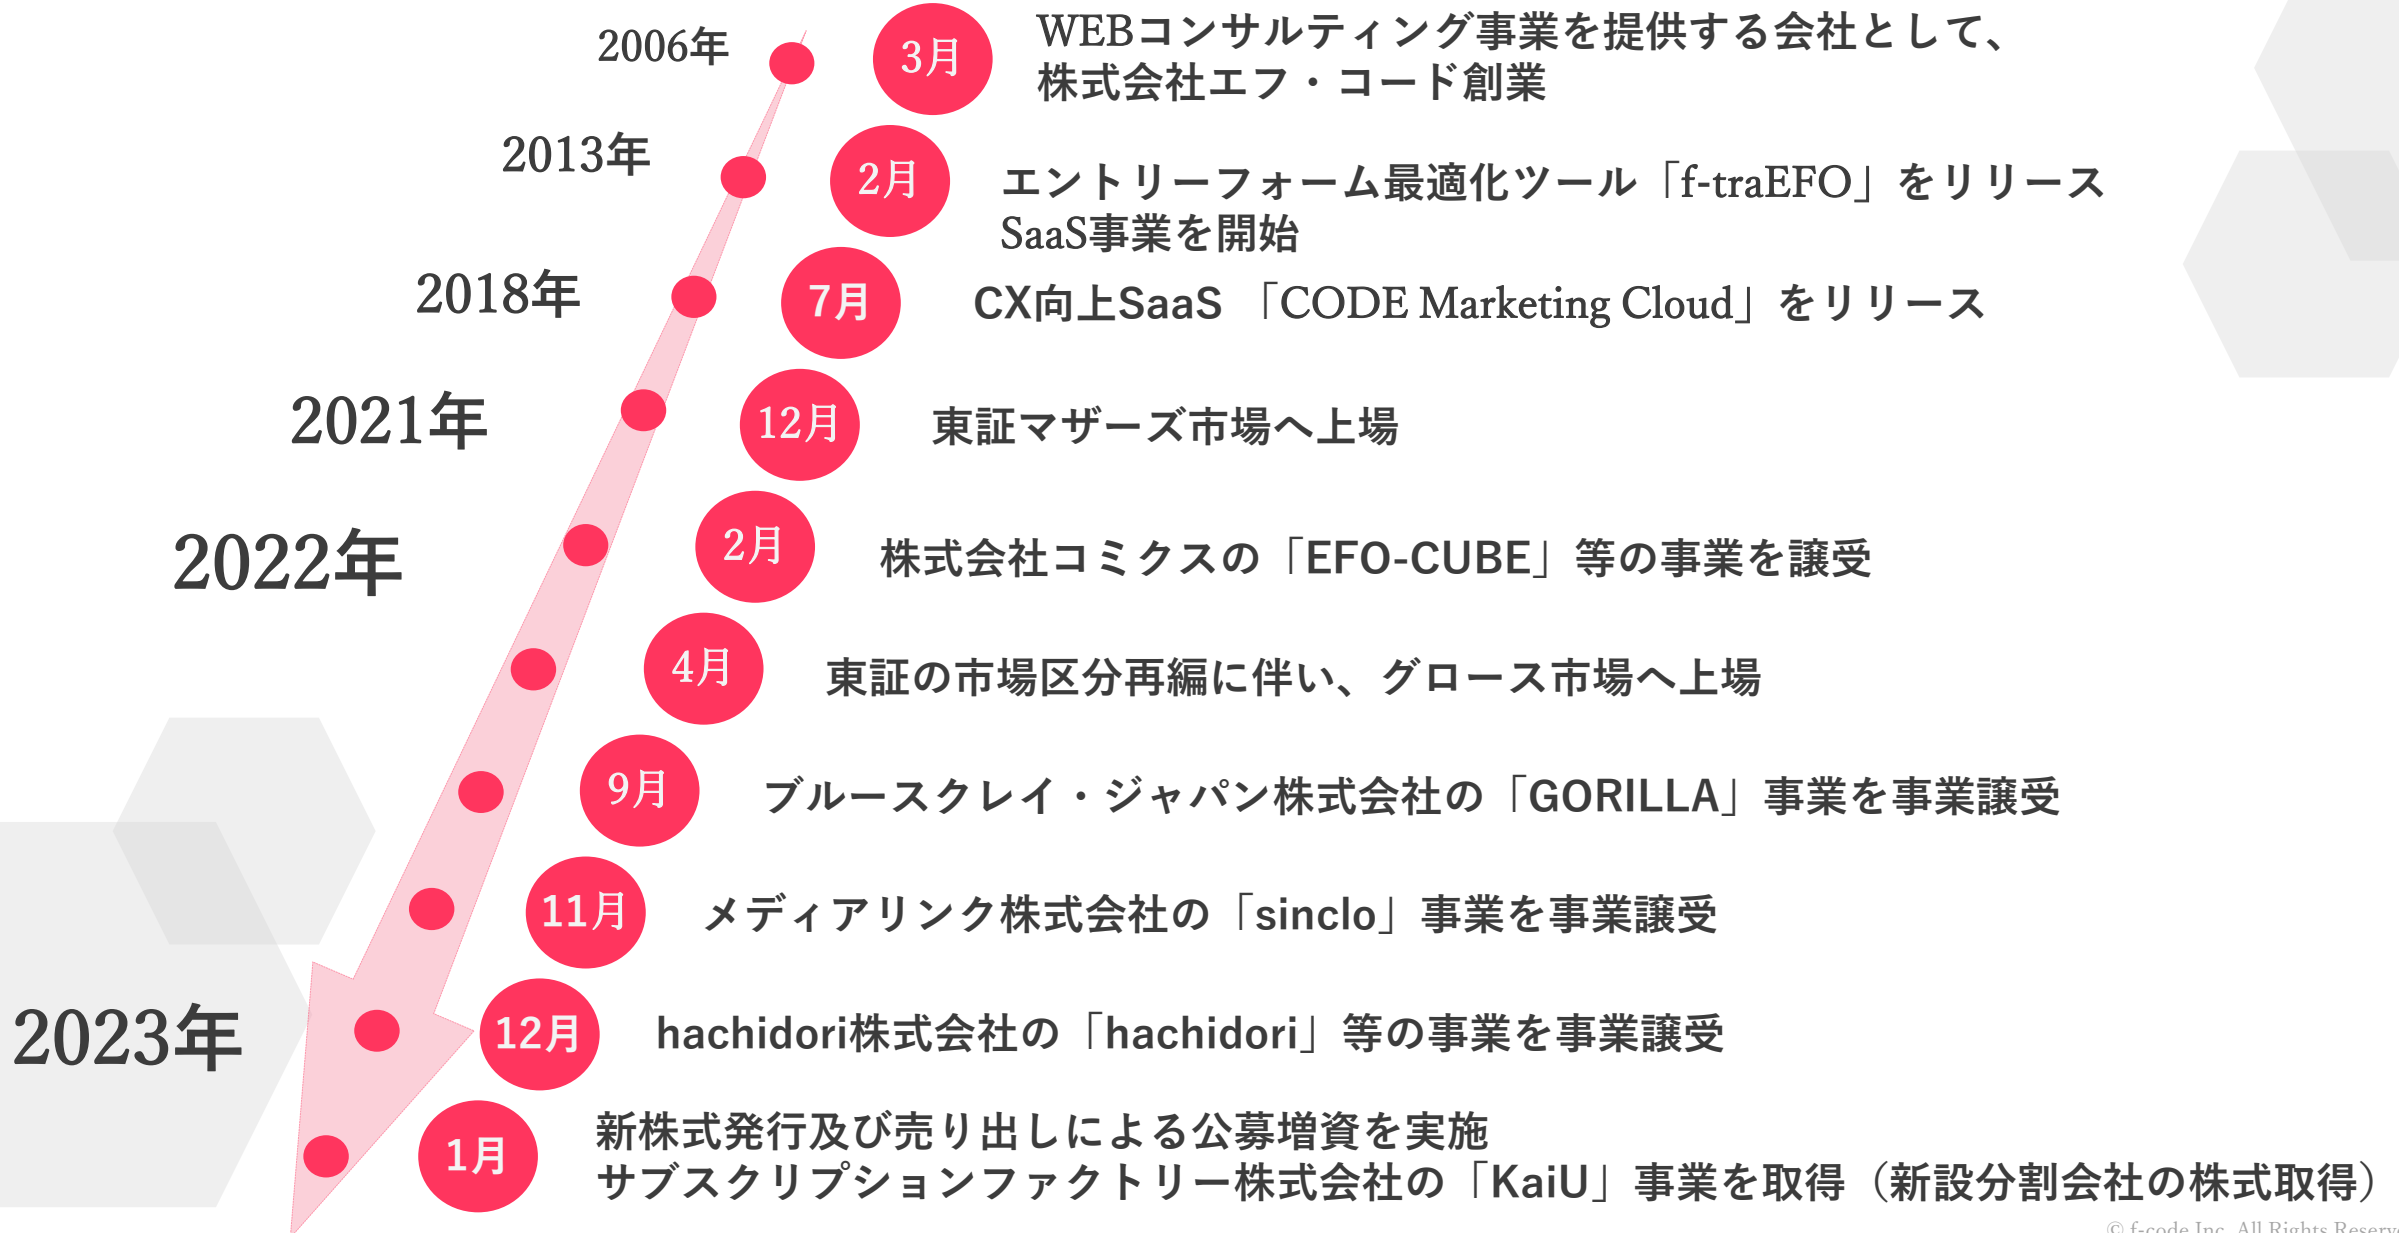 2006年
3月
WEBコンサルティング事業を提供する会社として、
株式会社エフ・コード創業
2013年
2月
エントリーフォーム最適化ツール「f-traEFO」をリリース
SaaS事業を開始
2018年
7月
CX向上SaaS 「CODE Marketing Cloud」をリリース
2021年
12月
東証マザーズ市場へ上場
2022年
2月
株式会社コミクスの「EFO-CUBE」等の事業を譲受
4月
東証の市場区分再編に伴い、グロース市場へ上場
9月
ブルースクレイ・ジャパン株式会社の「GORILLA」事業を事業譲受
11月
メディアリンク株式会社の「sinclo」事業を事業譲受
2023年
12月
hachidori株式会社の「hachidori」等の事業を事業譲受
1月
新株式発行及び売り出しによる公募増資を実施
サブスクリプションファクトリー株式会社の「KaiU」事業を取得（新設分割会社の株式取得）
© f-code Inc. All Rights